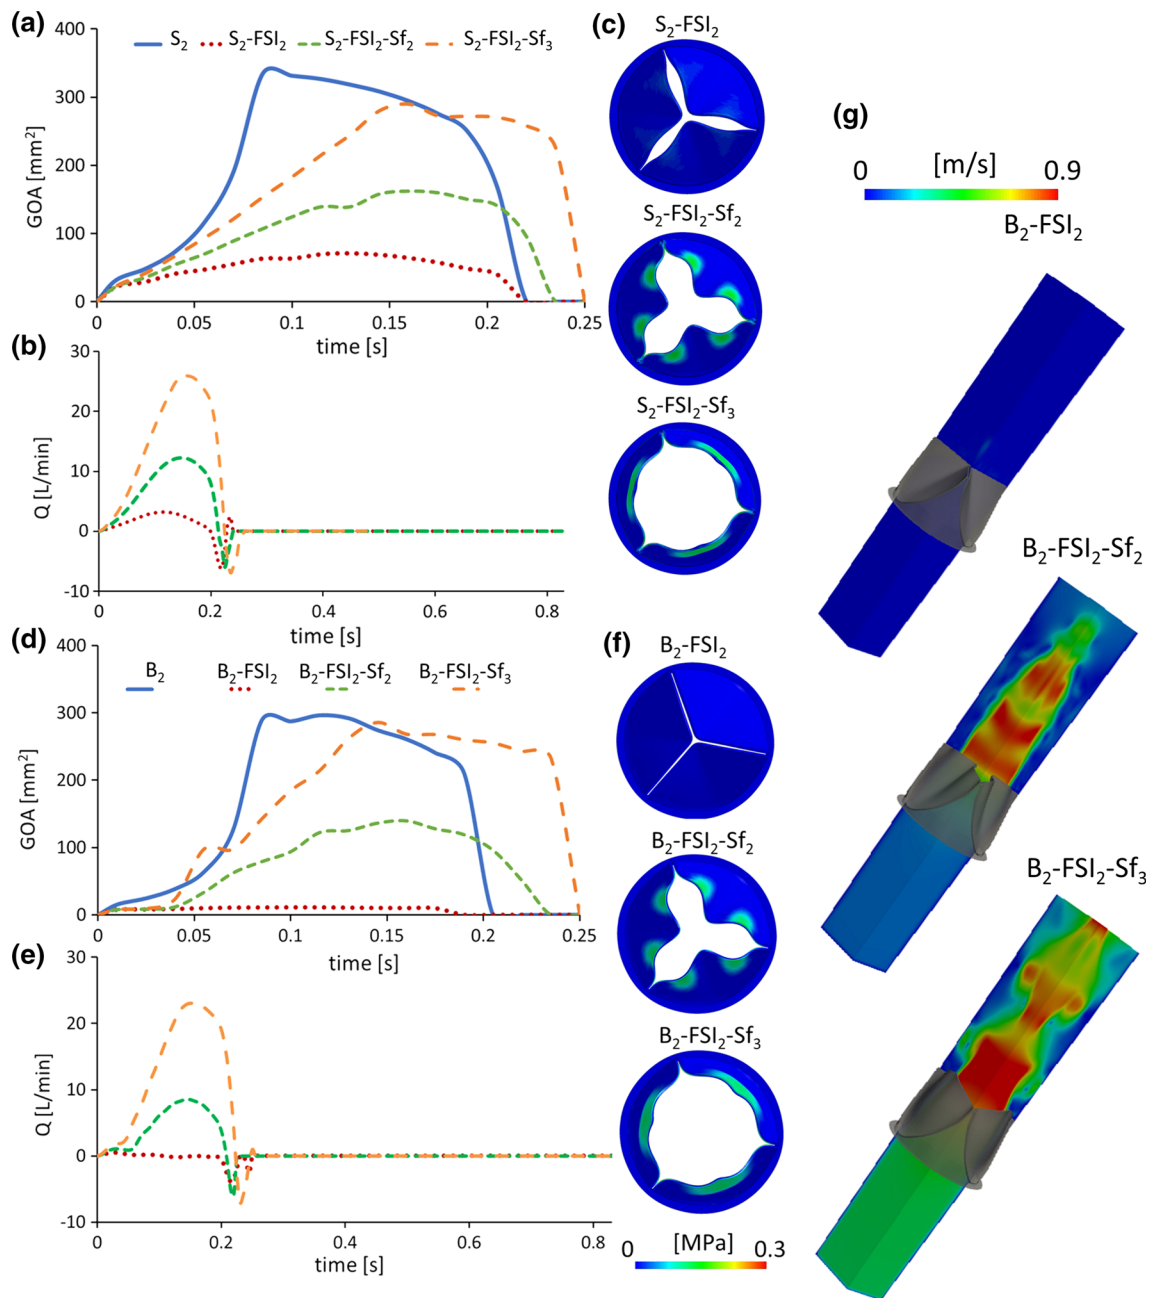 (a)
400
300
200
100
0
GOA [mm²]
S₂ S₂-FSI₂ S₂-FSI₂-Sf₂ S₂-FSI₂-Sf₃
0 0.05 0.1 0.15 0.2 0.25
time [s]
(b)
30
20
10
0
-10
Q [L/min]
0 0.2 0.4 0.6 0.8
time [s]
(c)
S₂-FSI₂
S₂-FSI₂-Sf₂
S₂-FSI₂-Sf₃
(d)
400
300
200
100
0
GOA [mm²]
B₂ B₂-FSI₂ B₂-FSI₂-Sf₂ B₂-FSI₂-Sf₃
0 0.05 0.1 0.15 0.2 0.25
time [s]
(e)
30
20
10
0
-10
Q [L/min]
0 0.2 0.4 0.6 0.8
time [s]
(f)
B₂-FSI₂
B₂-FSI₂-Sf₂
B₂-FSI₂-Sf₃
0 [MPa] 0.3
(g)
0 [m/s] 0.9
B₂-FSI₂
B₂-FSI₂-Sf₂
B₂-FSI₂-Sf₃